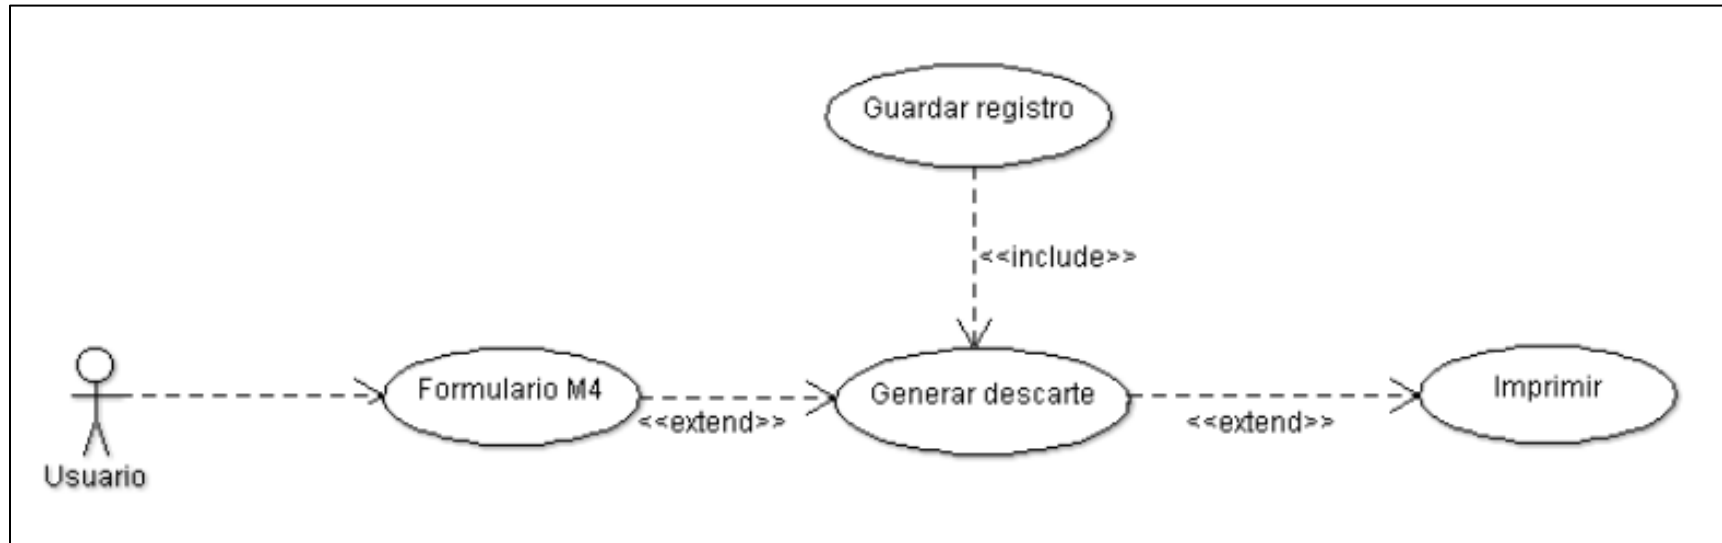 Guardar registro
<<include>>
Formulario M4
Generar descarte
Imprimir
<<extend>>
<<extend>>
Usuario